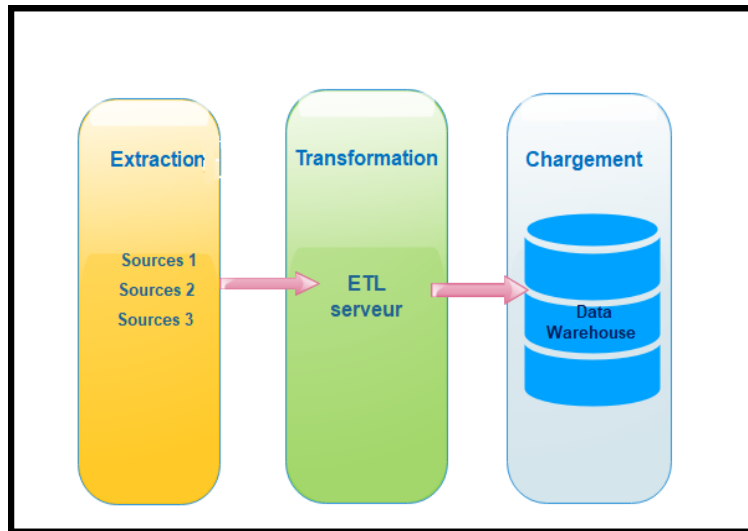 Extraction
Sources 1
Sources 2
Sources 3
Transformation
ETL
serveur
Chargement
Data
Warehouse